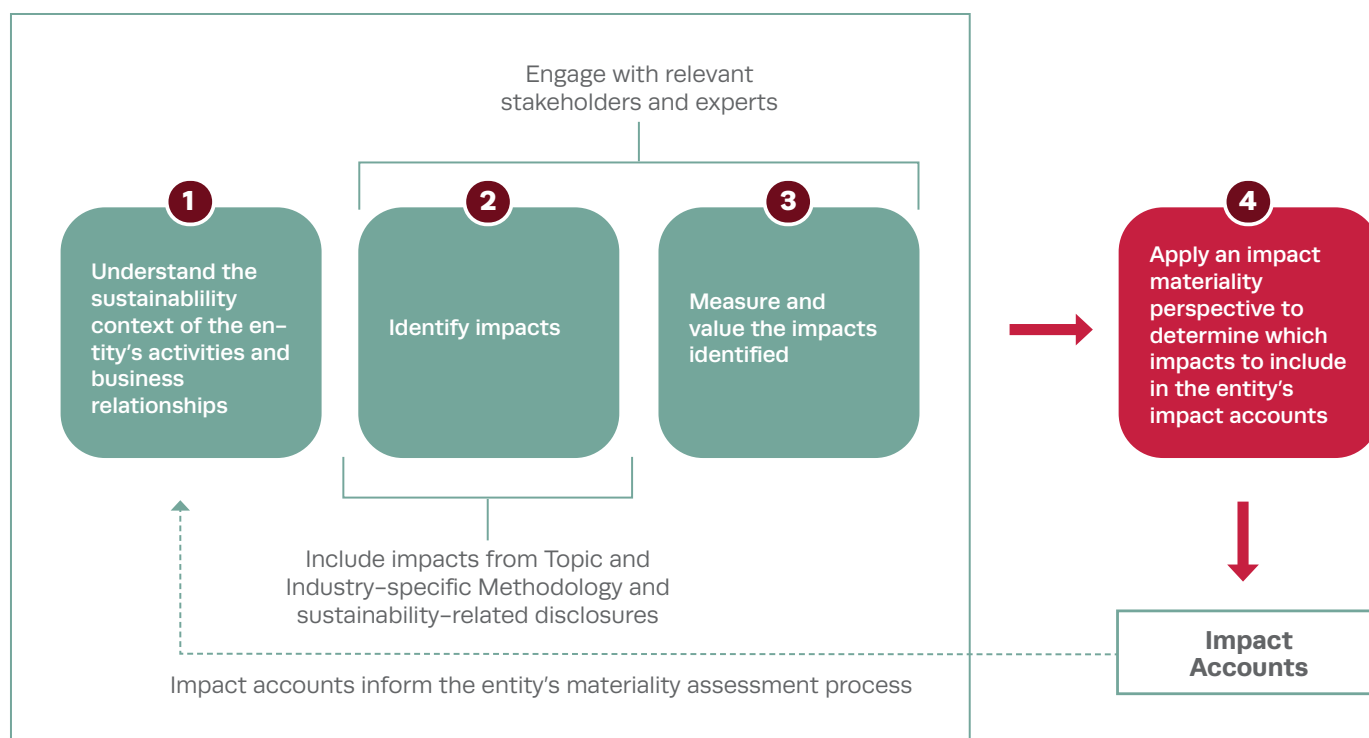 Engage with relevant
stakeholders and experts
1
Understand the
sustainablility
context of the en-
tity's activities and
business
relationships
2
Identify impacts
3
Measure and
value the impacts
identified
4
Apply an impact
materiality
perspective to
determine which
impacts to include
in the entity's
impact accounts
Include impacts from Topic and
Industry-specific Methodology and
sustainability-related disclosures
Impact
Accounts
Impact accounts inform the entity's materiality assessment process